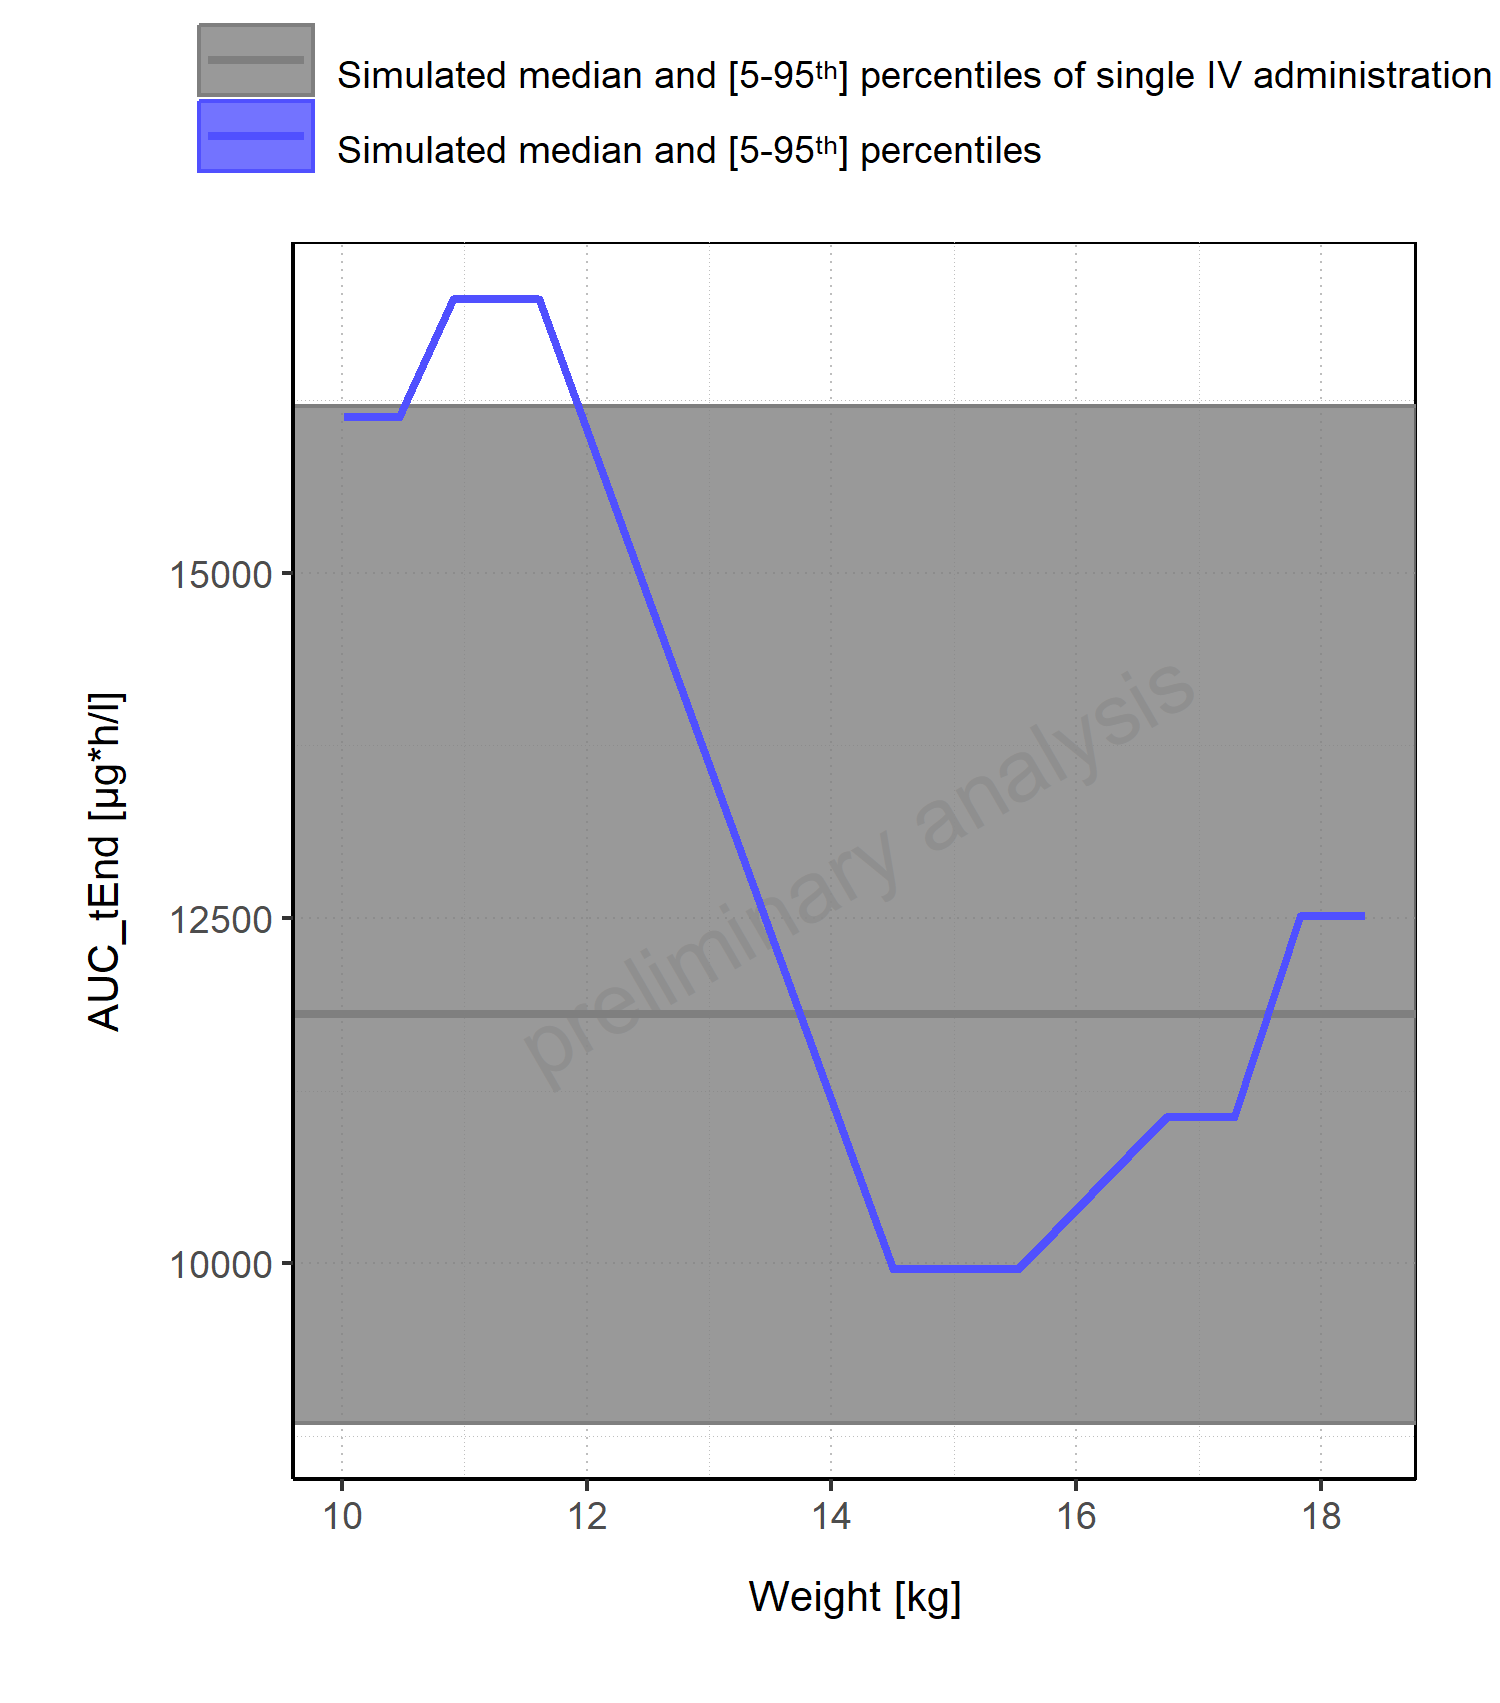 Simulated median and [5-95th] percentiles of single IV administration
Simulated median and [5-95th] percentiles
15000
12500
10000
AUC_tEnd [µg*h/l]
preliminary analysis
10 12 14 16 18
Weight [kg]